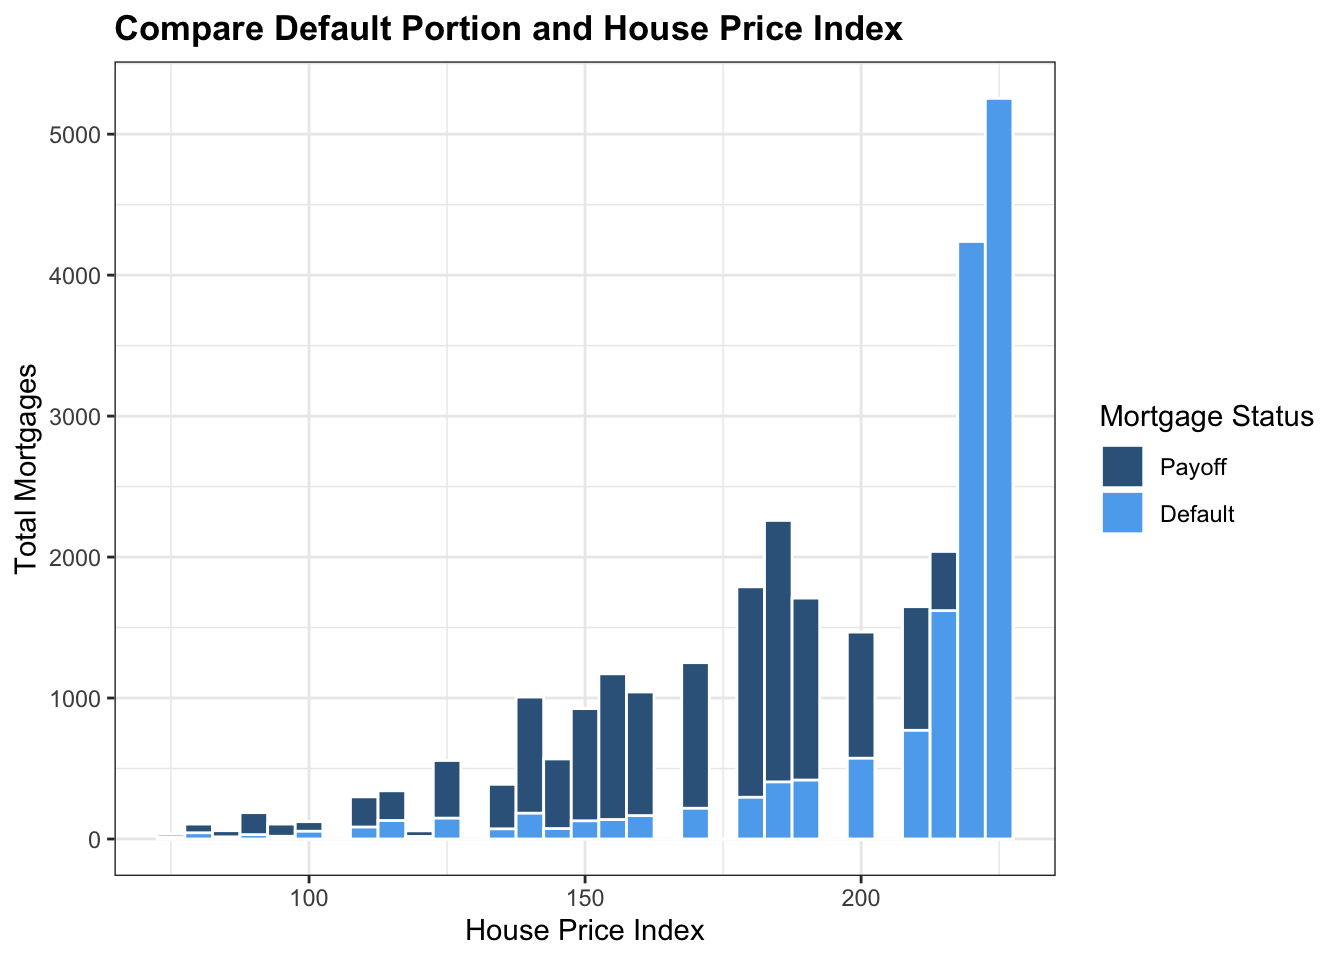 Compare Default Portion and House Price Index
5000
4000
3000
2000
1000
0
Total Mortgages
100
150
200
House Price Index
Mortgage Status
Payoff
Default